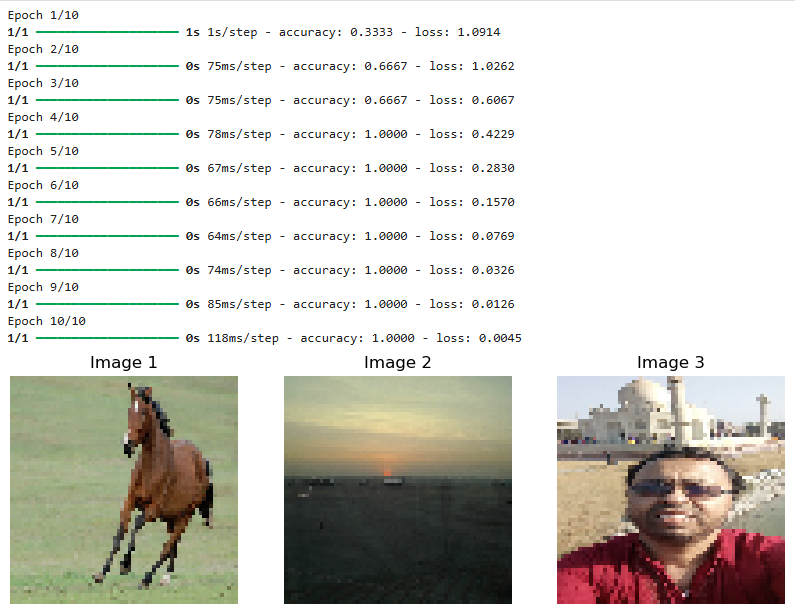 Epoch 1/10
1/1 ━━━━━━━━━━━━━━━━━━━━ 1s 1s/step - accuracy: 0.3333 - loss: 1.0914
Epoch 2/10
1/1 ━━━━━━━━━━━━━━━━━━━━ 0s 75ms/step - accuracy: 0.6667 - loss: 1.0262
Epoch 3/10
1/1 ━━━━━━━━━━━━━━━━━━━━ 0s 75ms/step - accuracy: 0.6667 - loss: 0.6067
Epoch 4/10
1/1 ━━━━━━━━━━━━━━━━━━━━ 0s 78ms/step - accuracy: 1.0000 - loss: 0.4229
Epoch 5/10
1/1 ━━━━━━━━━━━━━━━━━━━━ 0s 67ms/step - accuracy: 1.0000 - loss: 0.2830
Epoch 6/10
1/1 ━━━━━━━━━━━━━━━━━━━━ 0s 66ms/step - accuracy: 1.0000 - loss: 0.1570
Epoch 7/10
1/1 ━━━━━━━━━━━━━━━━━━━━ 0s 64ms/step - accuracy: 1.0000 - loss: 0.0769
Epoch 8/10
1/1 ━━━━━━━━━━━━━━━━━━━━ 0s 74ms/step - accuracy: 1.0000 - loss: 0.0326
Epoch 9/10
1/1 ━━━━━━━━━━━━━━━━━━━━ 0s 85ms/step - accuracy: 1.0000 - loss: 0.0126
Epoch 10/10
1/1 ━━━━━━━━━━━━━━━━━━━━ 0s 118ms/step - accuracy: 1.0000 - loss: 0.0045
Image 1 Image 2 Image 3